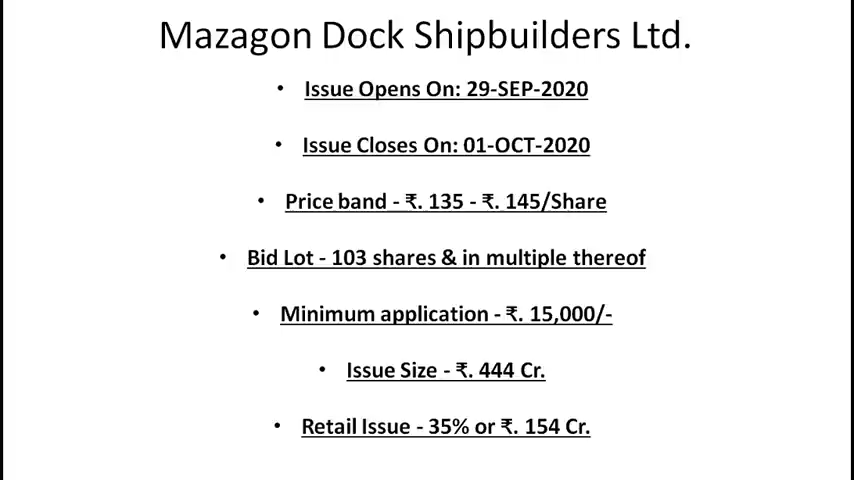 Mazagon Dock Shipbuilders Ltd.
• Issue Opens On: 29-SEP-2020
• Issue Closes On: 01-OCT-2020
• Price band - ₹. 135 - ₹. 145/Share
• Bid Lot - 103 shares & in multiple thereof
• Minimum application - ₹. 15,000/-
• Issue Size - ₹. 444 Cr.
• Retail Issue - 35% or ₹. 154 Cr.